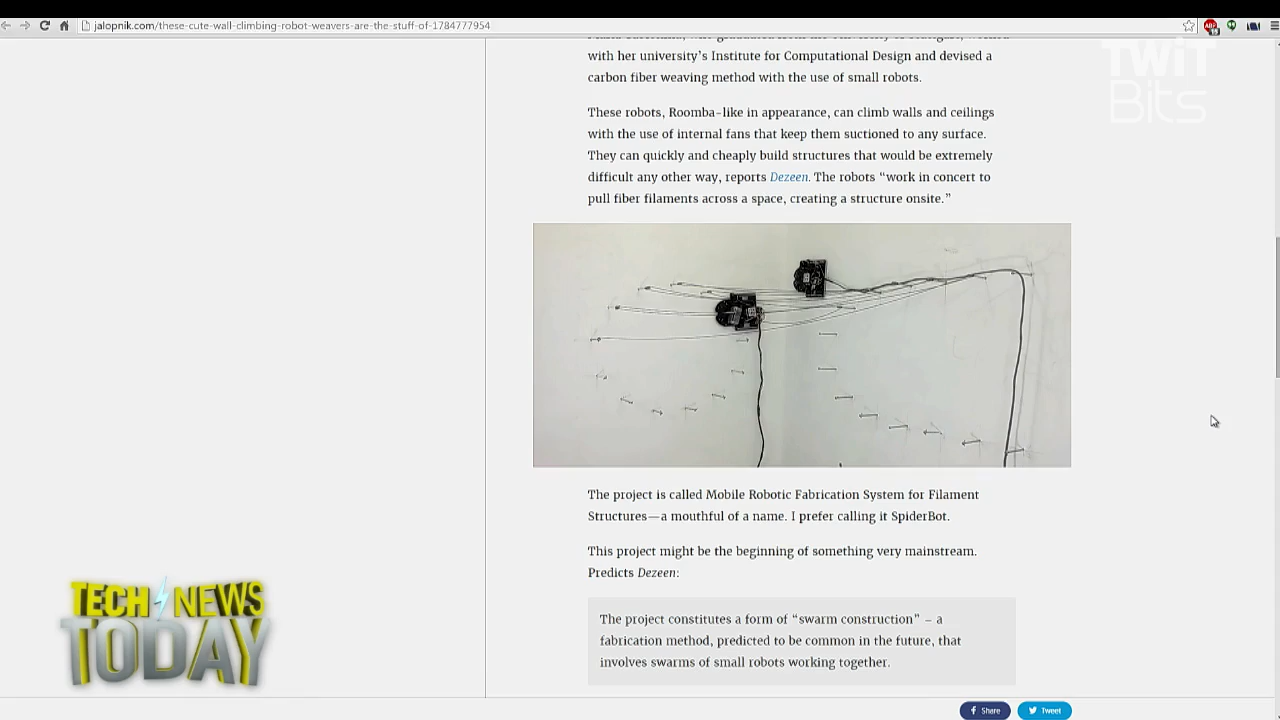 jalopnik.com/these-cute-wall-climbing-robot-weavers-are-the-stuff-of-1784777954
TWiT
Bits
with her university's Institute for Computational Design and devised a
carbon fiber weaving method with the use of small robots.
These robots, Roomba-like in appearance, can climb walls and ceilings
with the use of internal fans that keep them suctioned to any surface.
They can quickly and cheaply build structures that would be extremely
difficult any other way, reports Dezeen. The robots “work in concert to
pull fiber filaments across a space, creating a structure onsite.”
The project is called Mobile Robotic Fabrication System for Filament
Structures—a mouthful of a name. I prefer calling it SpiderBot.
This project might be the beginning of something very mainstream.
Predicts Dezeen:
The project constitutes a form of “swarm construction” – a
fabrication method, predicted to be common in the future, that
involves swarms of small robots working together.
TECH NEWS
TODAY
Share
Tweet